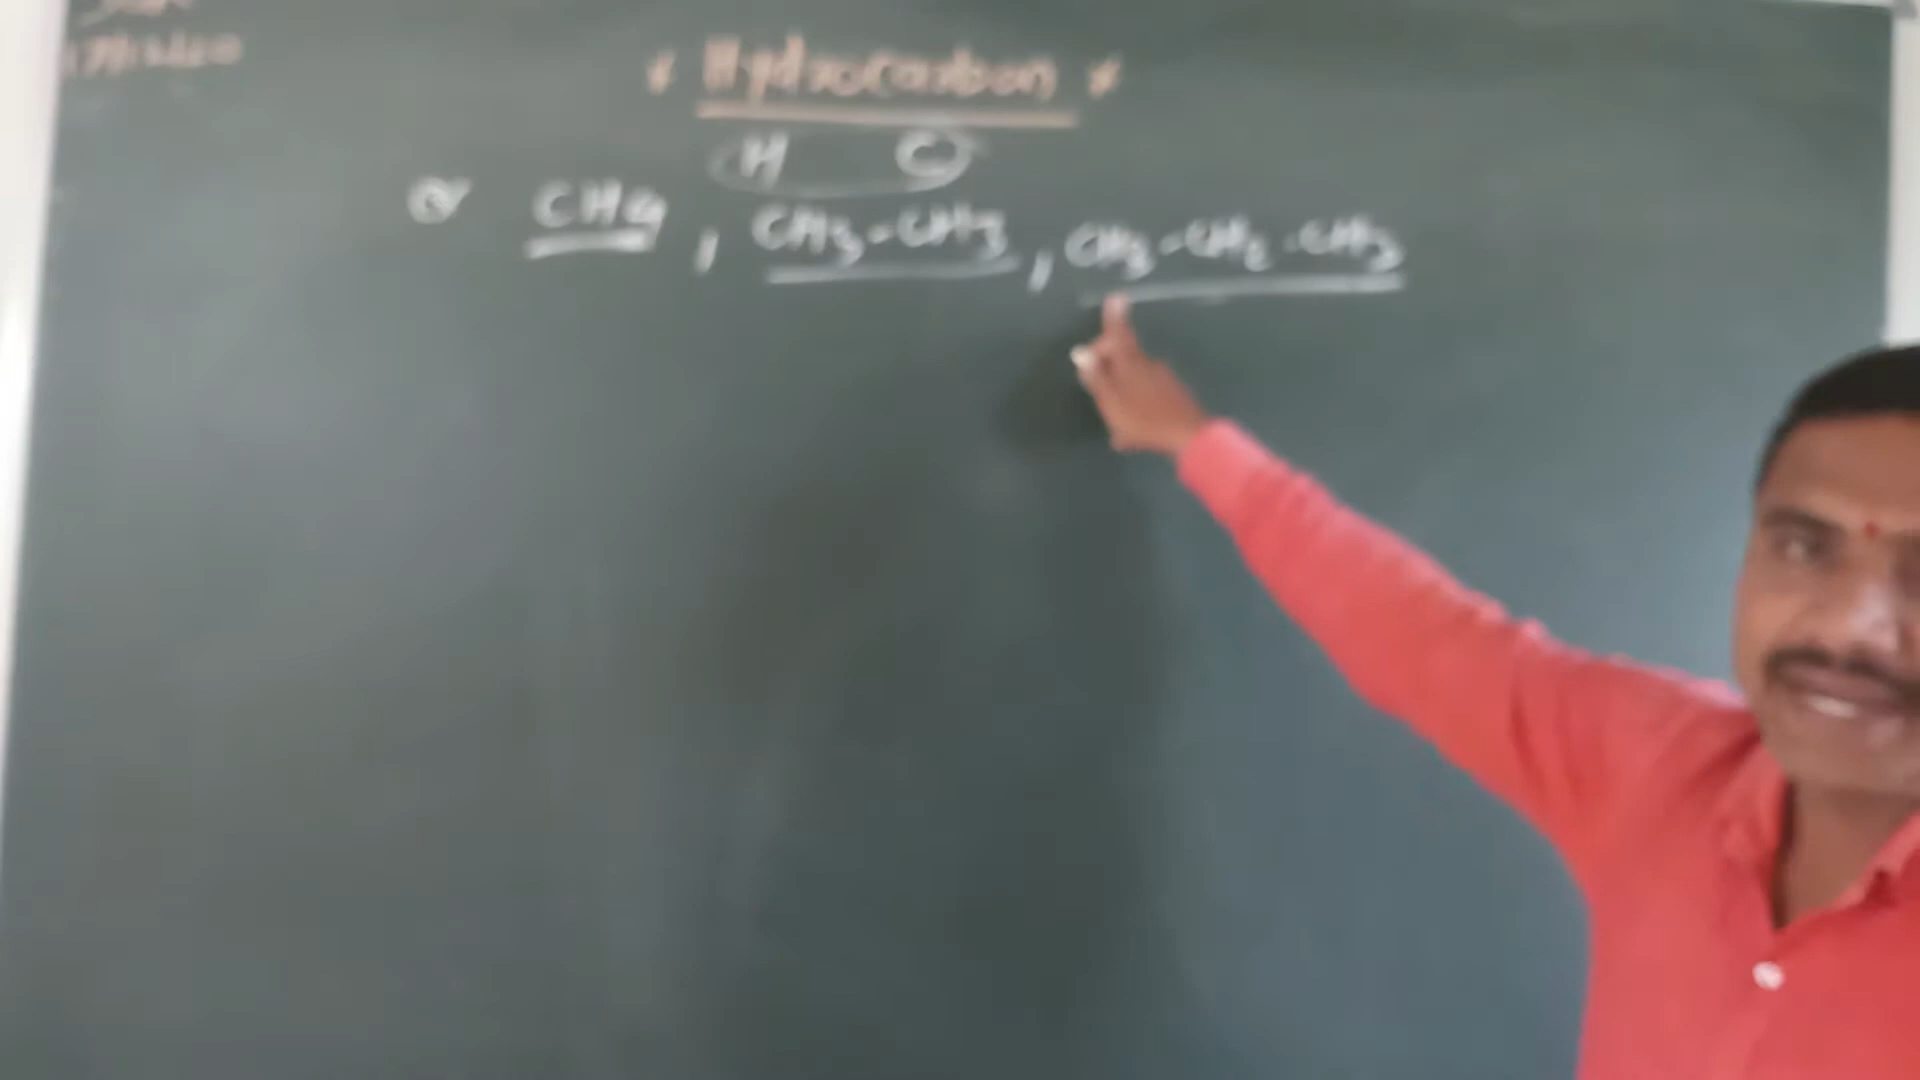 * Hydrocarbon *
H C
CH4, CH3-CH3, CH3-CH2-CH3